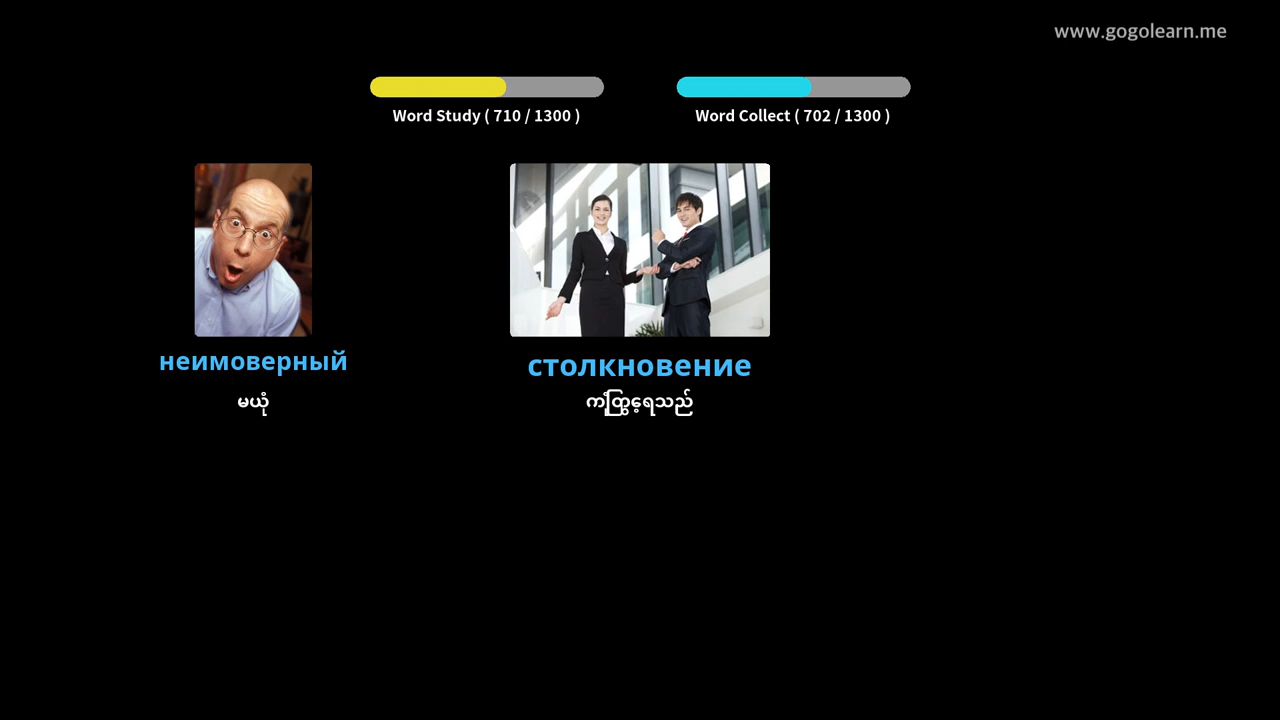 www.gogolearn.me
Word Study ( 710 / 1300 )
Word Collect ( 702 / 1300 )
неимоверный
столкновение
မယုံ
ကြုံတွေ့ရသည်